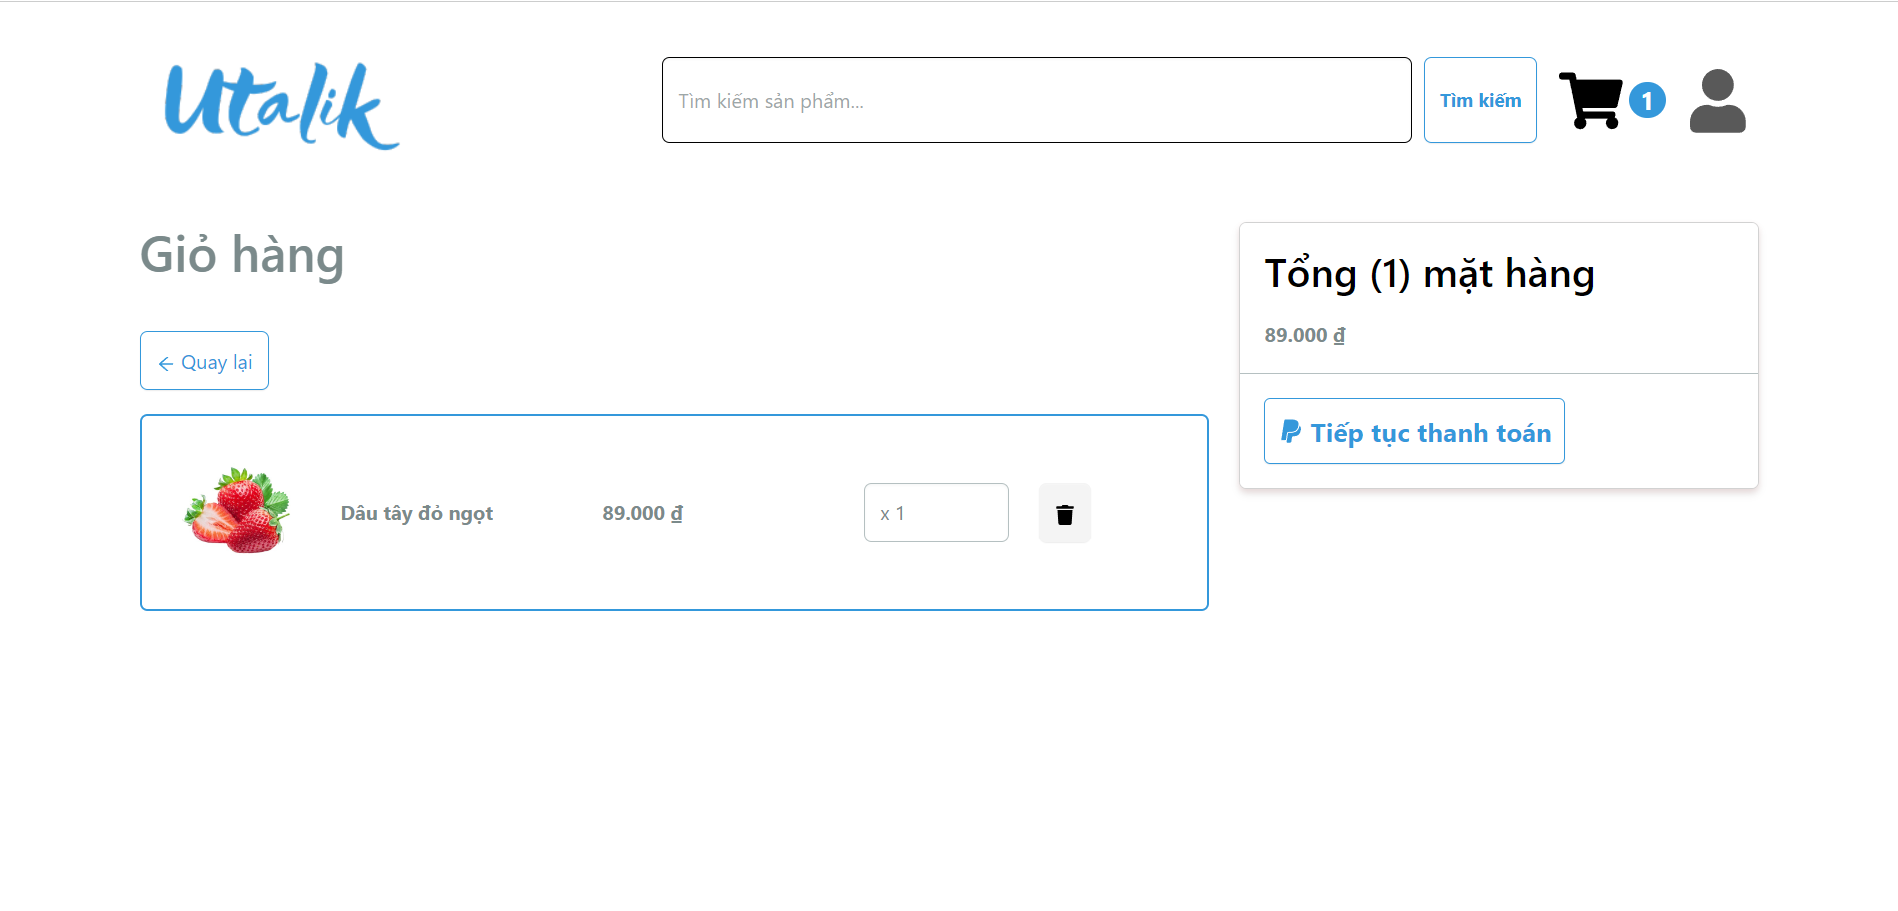 Utalik
Tìm kiếm sản phẩm...
Tìm kiếm
1
Giỏ hàng
← Quay lại
Dâu tây đỏ ngọt
89.000 ₫
x 1
Tổng (1) mặt hàng
89.000 ₫
Tiếp tục thanh toán